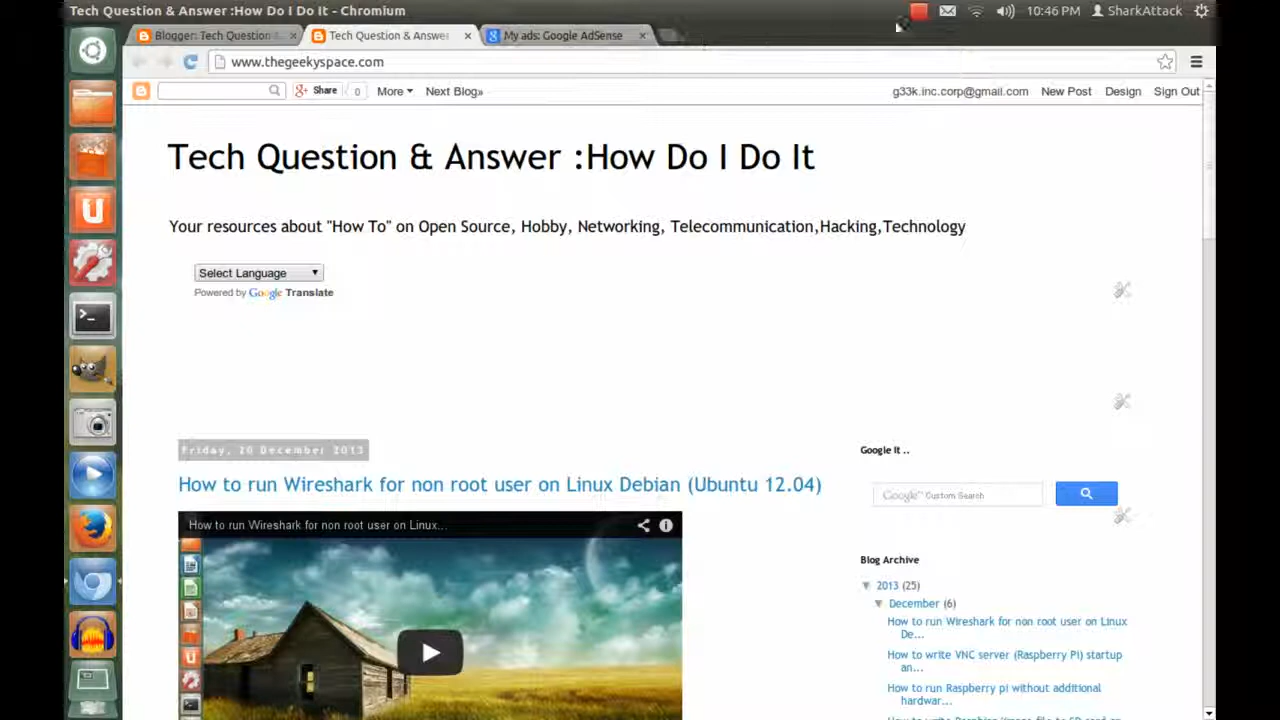 Tech Question & Answer :How Do I Do It - Chromium
10:46 PM
SharkAttack
Blogger: Tech Question &
Tech Question & Answe
My ads: Google AdSense
www.thegeekyspace.com
Share
0
More
Next Blog»
g33k.inc.corp@gmail.com
New Post
Design
Sign Out
Tech Question & Answer :How Do I Do It
Your resources about "How To" on Open Source, Hobby, Networking, Telecommunication,Hacking,Technology
Select Language
Powered by Google Translate
Friday, 20 December 2013
Google It ..
How to run Wireshark for non root user on Linux Debian (Ubuntu 12.04)
Google Custom Search
How to run Wireshark for non root user on Linux...
Blog Archive
2013 (25)
December (6)
How to run Wireshark for non root user on Linux
De...
How to write VNC server (Raspberry Pi) startup
an...
How to run Raspberry pi without additional
hardwar...